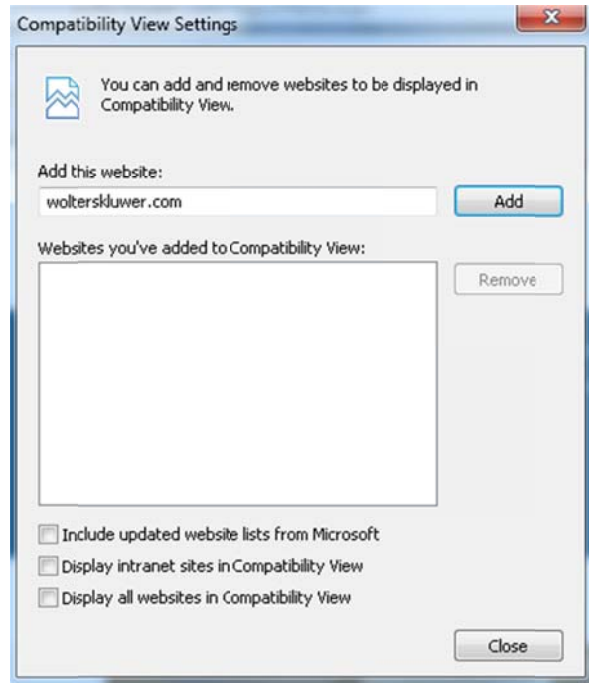 Compatibility View Settings
You can add and remove websites to be displayed in
Compatibility View.
Add this website:
wolterskluwer.com
Add
Websites you've added to Compatibility View:
Remove
Include updated website lists from Microsoft
Display intranet sites in Compatibility View
Display all websites in Compatibility View
Close